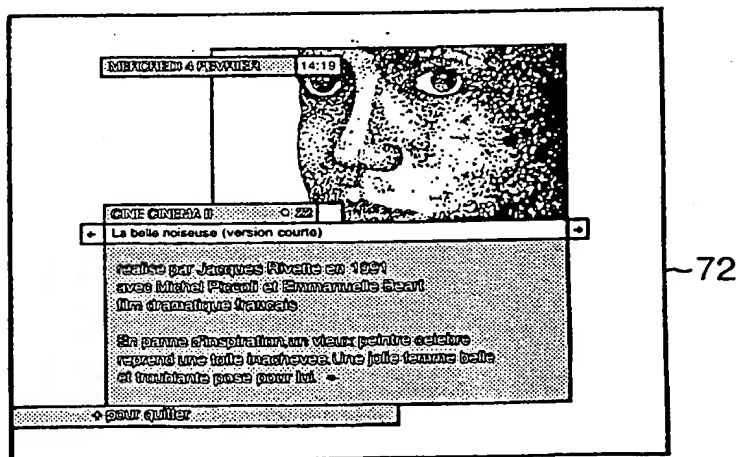 MERCREDI 4 FEVRIER 14:19
CINE CINEMA II 22
La belle noiseuse (version courte)
realise par Jacques Rivette en 1991
avec Michel Piccoli et Emmanuelle Beart
film dramatique francais
En panne d'inspiration, un vieux peintre celebre
reprend une toile inachevee. Une jolie femme belle
et troublante pose pour lui.
pour quitter
72